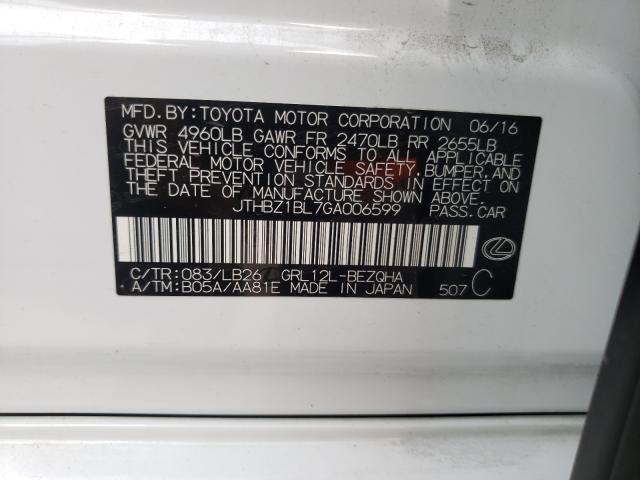 MFD.BY:TOYOTA MOTOR CORPORATION 06/16
GVWR 4960LB GAWR FR 2470LB RR 2655LB
THIS VEHICLE CONFORMS TO ALL APPLICABLE
FEDERAL MOTOR VEHICLE SAFETY,BUMPER,AND
THEFT PREVENTION STANDARDS IN EFFECT ON
THE DATE OF MANUFACTURE SHOWN ABOVE.
JTHBZ1BL7GA006599 PASS.CAR
C/TR:083/LB26 GRL12L-BEZQHA
A/TM:B05A/AA81E MADE IN JAPAN 507 C